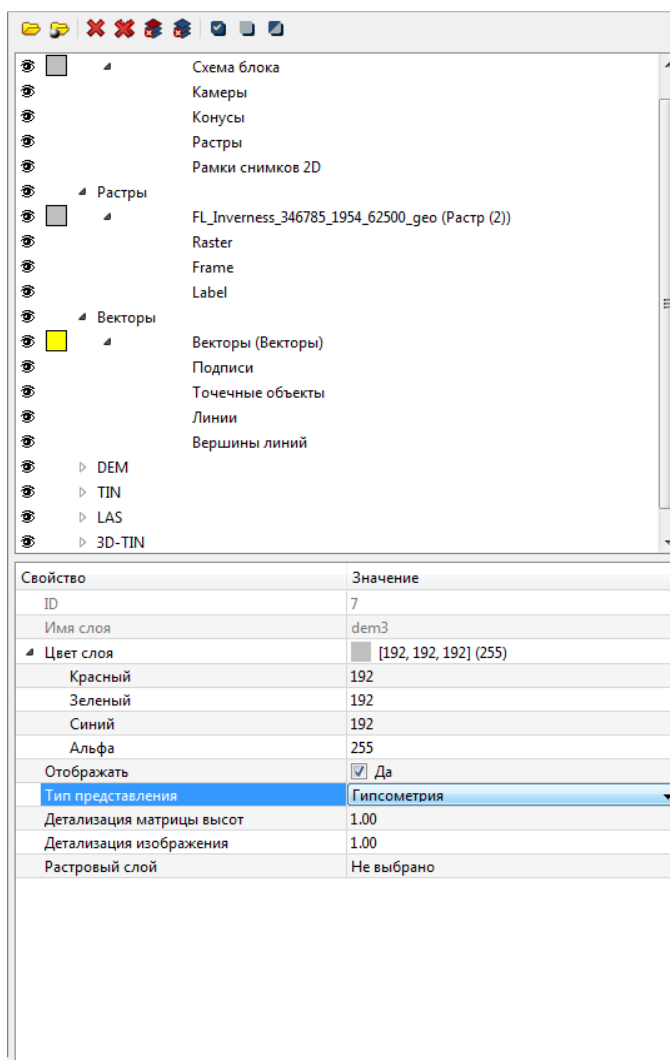 Схема блока
Камеры
Конусы
Растры
Рамки снимков 2D
Растры
FL_Inverness_346785_1954_62500_geo (Растр (2))
Raster
Frame
Label
Векторы
Векторы (Векторы)
Подписи
Точечные объекты
Линии
Вершины линий
DEM
TIN
LAS
3D-TIN
Свойство Значение
ID 7
Имя слоя dem3
Цвет слоя [192, 192, 192] (255)
Красный 192
Зеленый 192
Синий 192
Альфа 255
Отображать Да
Тип представления Гипсометрия
Детализация матрицы высот 1.00
Детализация изображения 1.00
Растровый слой Не выбрано